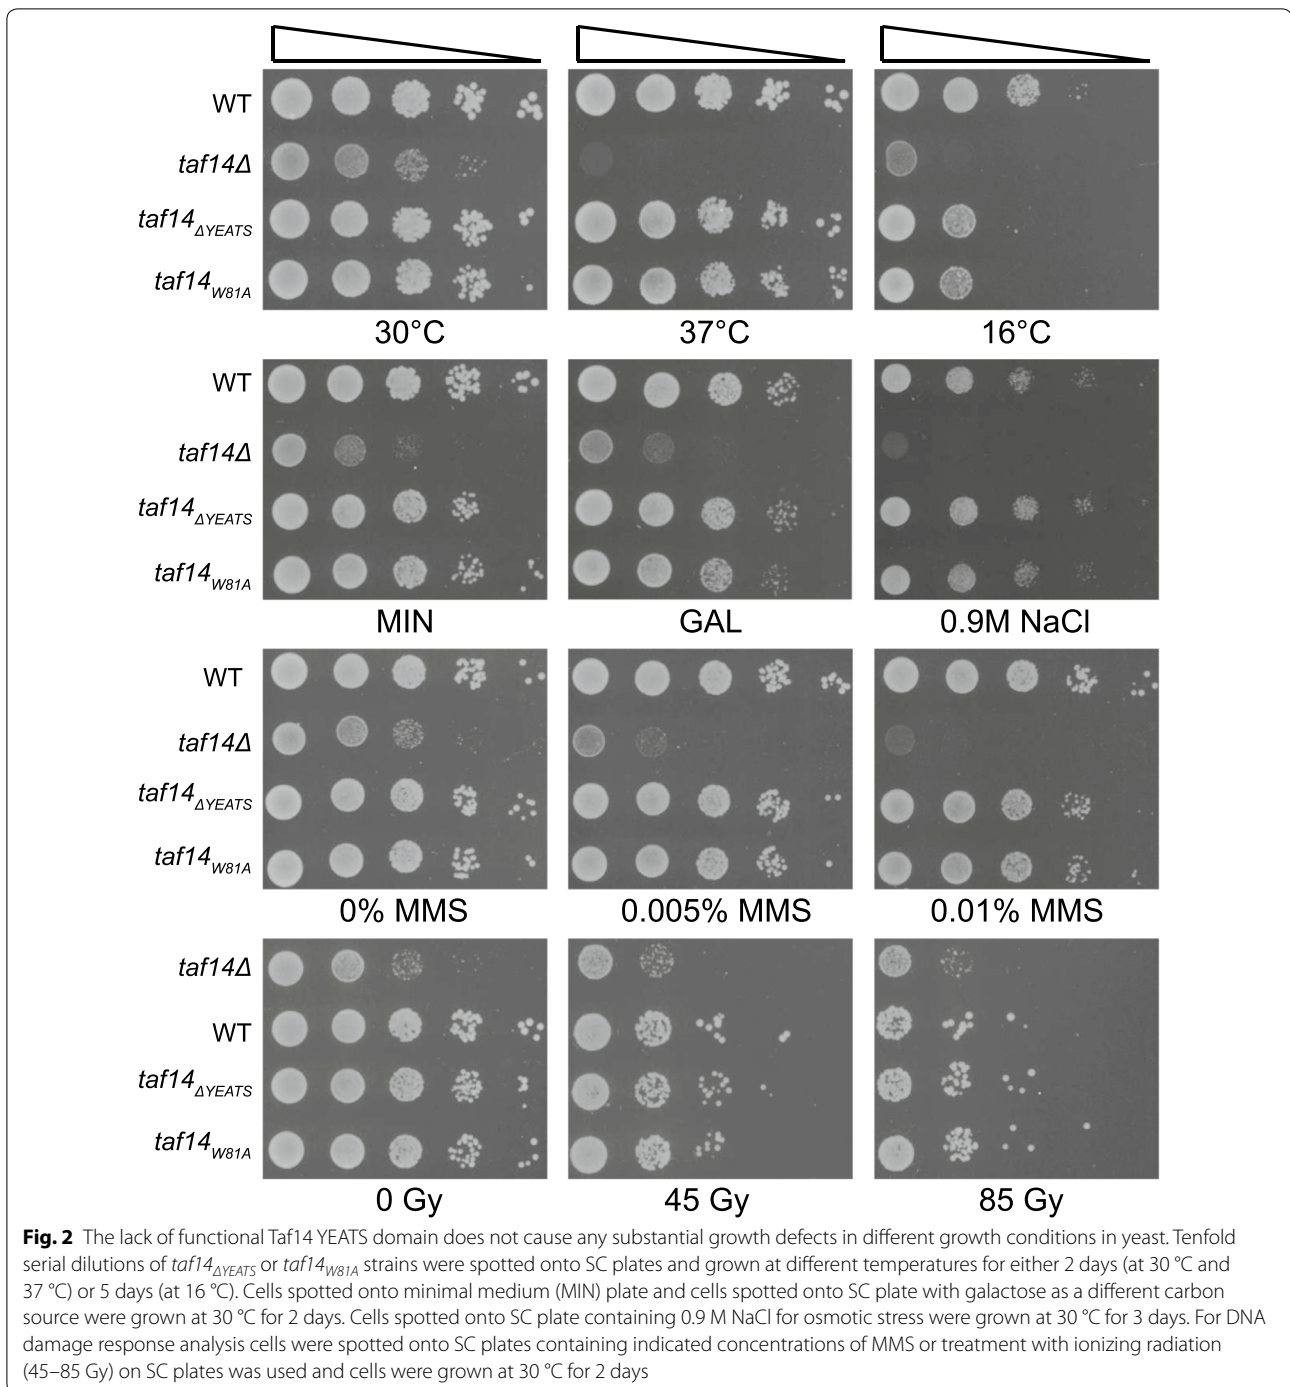 WT
taf14Δ
taf14ΔYEATS
taf14W81A
30°C 37°C 16°C
WT
taf14Δ
taf14ΔYEATS
taf14W81A
MIN GAL 0.9M NaCl
WT
taf14Δ
taf14ΔYEATS
taf14W81A
0% MMS 0.005% MMS 0.01% MMS
taf14Δ
WT
taf14ΔYEATS
taf14W81A
0 Gy 45 Gy 85 Gy
Fig. 2 The lack of functional Taf14 YEATS domain does not cause any substantial growth defects in different growth conditions in yeast. Tenfold
serial dilutions of taf14ΔYEATS or taf14W81A strains were spotted onto SC plates and grown at different temperatures for either 2 days (at 30 °C and
37 °C) or 5 days (at 16 °C). Cells spotted onto minimal medium (MIN) plate and cells spotted onto SC plate with galactose as a different carbon
source were grown at 30 °C for 2 days. Cells spotted onto SC plate containing 0.9 M NaCl for osmotic stress were grown at 30 °C for 3 days. For DNA
damage response analysis cells were spotted onto SC plates containing indicated concentrations of MMS or treatment with ionizing radiation
(45–85 Gy) on SC plates was used and cells were grown at 30 °C for 2 days